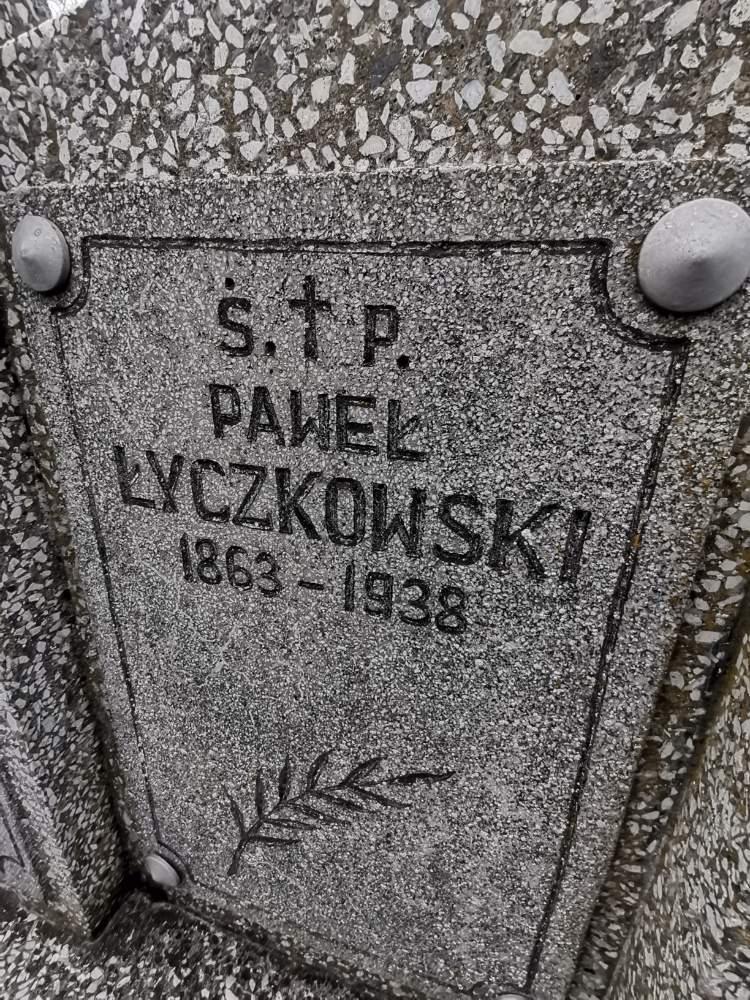 Ś. † P.
PAWEŁ
ŁYCZKOWSKI
1863 – 1938